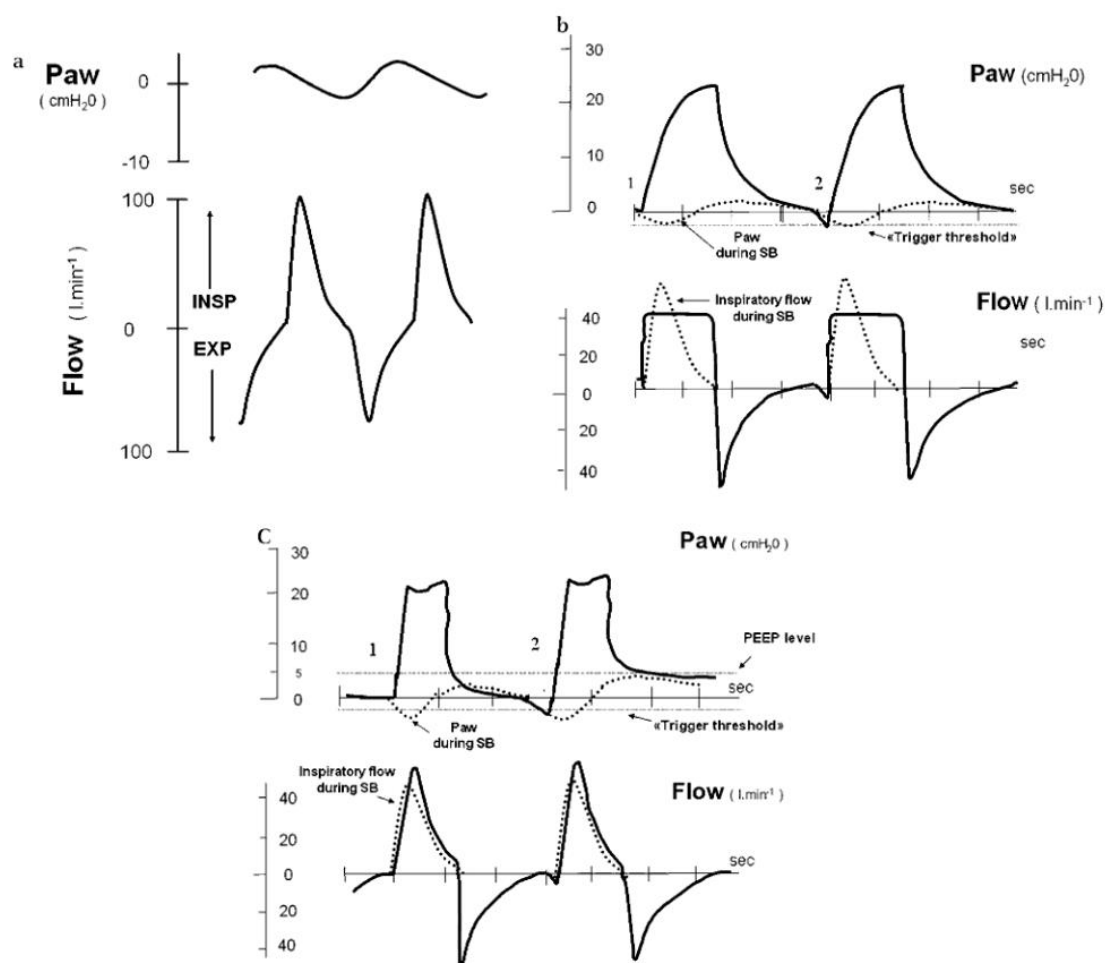 a
Paw
( cmH₂0 )
0
-10
100
INSP
0
EXP
100
Flow ( l.min-¹ )
b
30
Paw (cmH₂0)
20
10
1
2
sec
0
Paw
during SB
«Trigger threshold»
Flow ( l.min-¹ )
Inspiratory flow
during SB
40
sec
20
0
20
40
C
Paw ( cmH₂0 )
30
20
1
2
10
PEEP level
5
sec
0
«Trigger threshold»
Paw
during SB
Inspiratory flow
during SB
Flow ( l.min-¹ )
40
20
sec
0
20
40